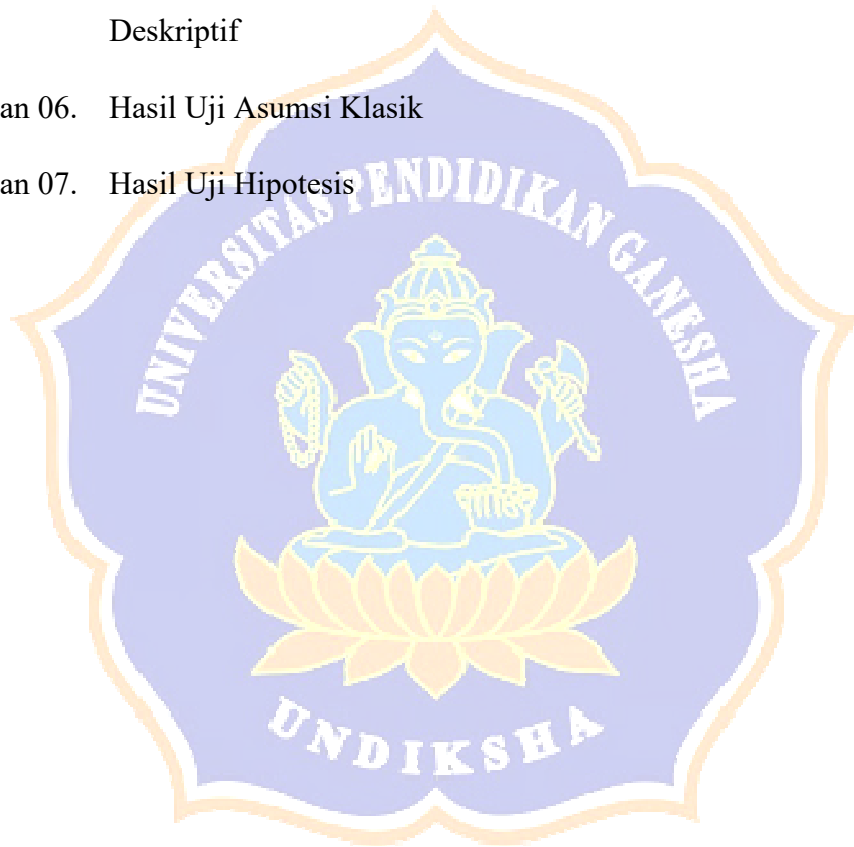 Deskriptif
an 06. Hasil Uji Asumsi Klasik
an 07. Hasil Uji Hipotesis
UNIVERSITAS PENDIDIKAN GANESHA
UNDIKSHA